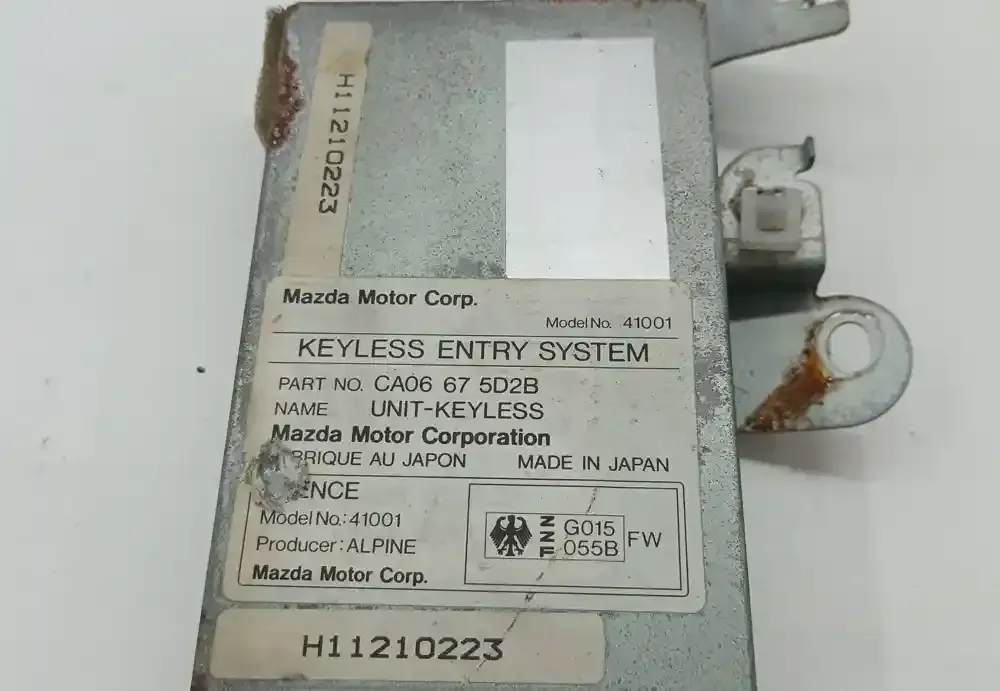 H11210223
Mazda Motor Corp.
Model No. 41001
KEYLESS ENTRY SYSTEM
PART NO. CA06 67 5D2B
NAME UNIT-KEYLESS
Mazda Motor Corporation
AU JAPON MADE IN JAPAN
Model No.: 41001
Producer: ALPINE
Mazda Motor Corp.
ZZF G015 055B FW
H11210223